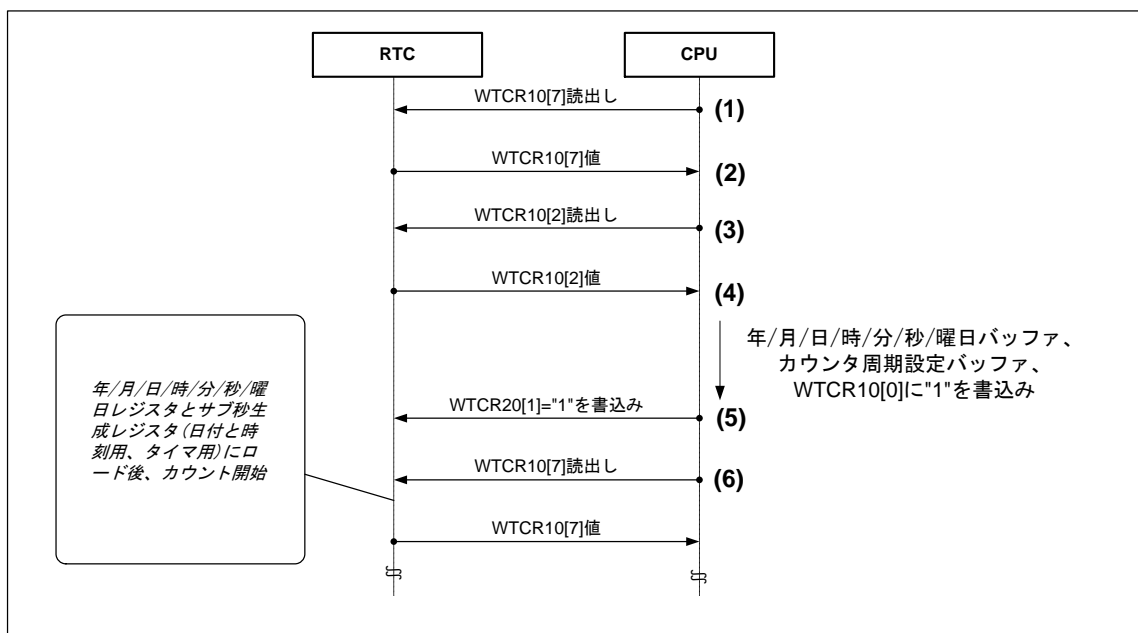 RTC
CPU
WTCR10[7]読出し
(1)
WTCR10[7]値
(2)
WTCR10[2]読出し
(3)
WTCR10[2]値
(4)
年/月/日/時/分/秒/曜日バッファ、
カウンタ周期設定バッファ、
WTCR10[0]に"1"を書込み
年/月/日/時/分/秒/曜
日レジスタとサブ秒生
成レジスタ(日付と時
刻用、タイマ用)にロ
ード後、カウント開始
WTCR20[1]="1"を書込み
(5)
WTCR10[7]読出し
(6)
WTCR10[7]値